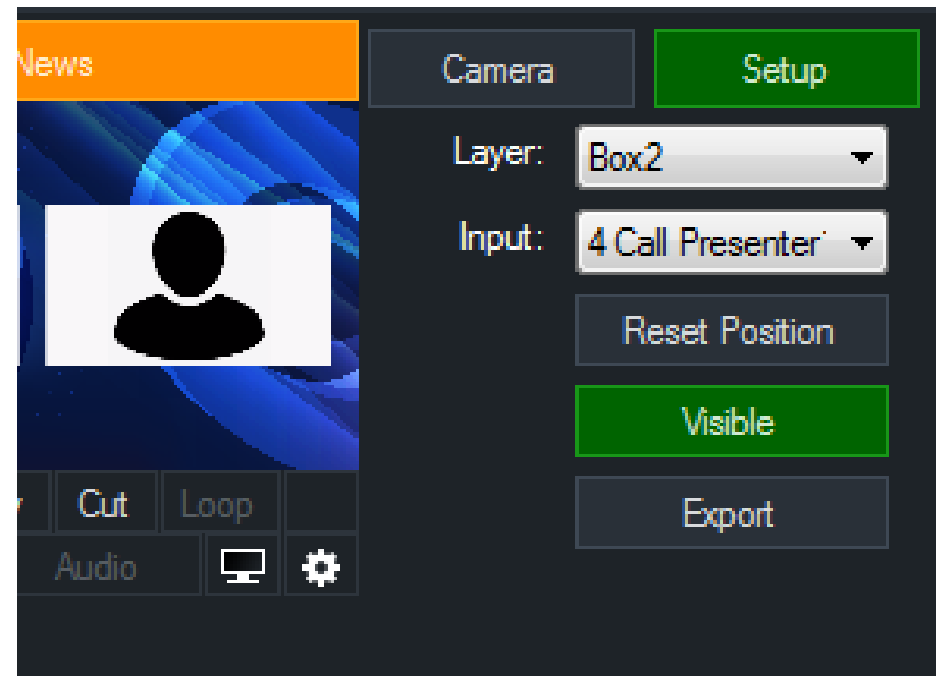 News
Camera
Setup
Layer:
Box2
Input:
4 Call Presenter
Reset Position
Visible
Cut
Loop
Export
Audio